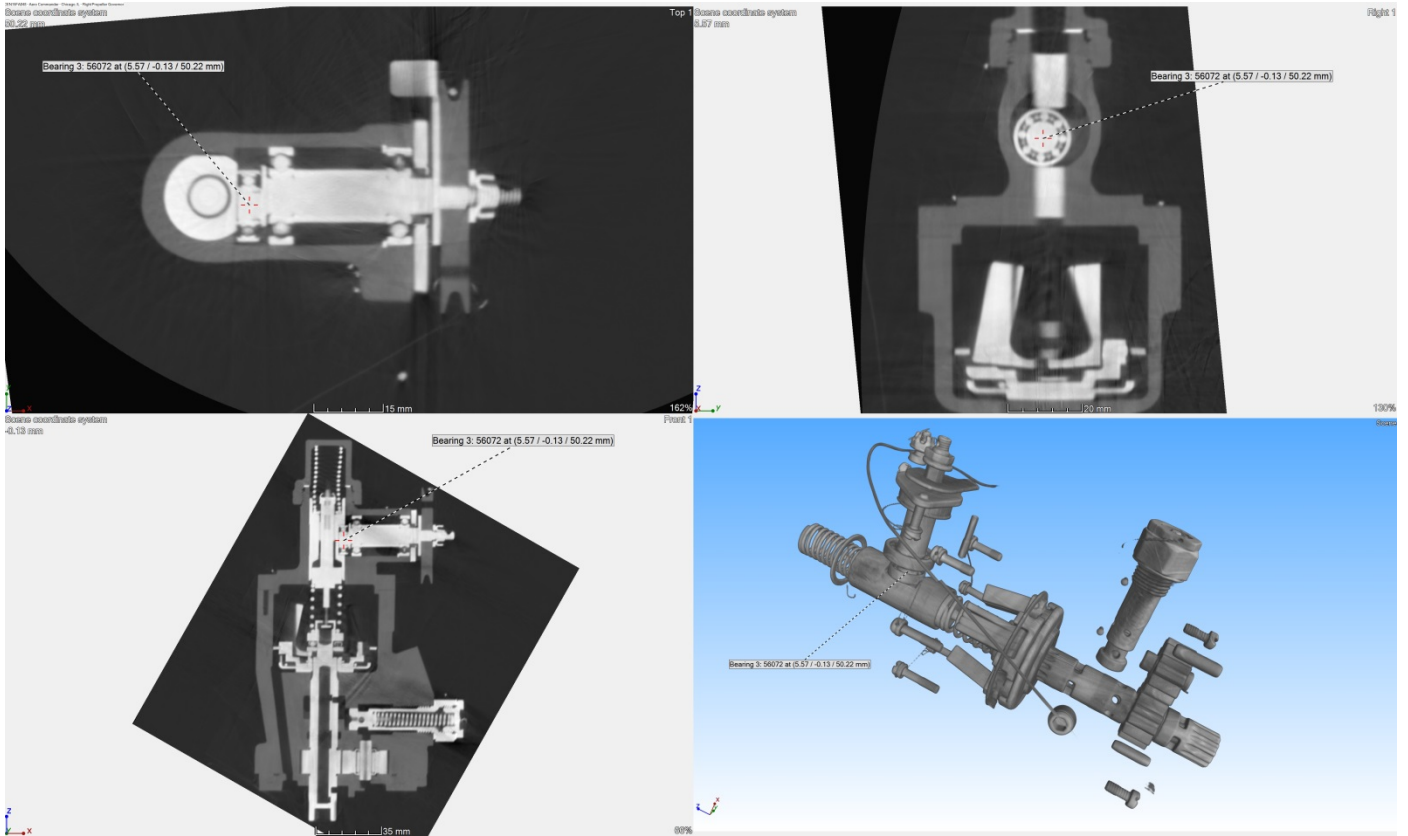 Scene coordinate system
50.22 mm
Top 1
Bearing 3: 56072 at (5.57 / -0.13 / 50.22 mm)
15 mm
162%
Scene coordinate system
5.57 mm
Right 1
Bearing 3: 56072 at (5.57 / -0.13 / 50.22 mm)
z
x
y
20 mm
130%
Scene coordinate system
-0.13 mm
Front 1
Bearing 3: 56072 at (5.57 / -0.13 / 50.22 mm)
z
x
35 mm
Scene
Bearing 3: 56072 at (5.57 / -0.13 / 50.22 mm)